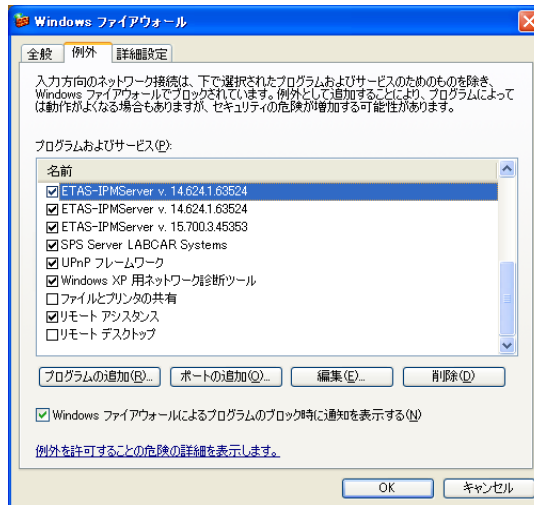 Windows ファイアウォール
全般 例外 詳細設定
入力方向のネットワーク接続は、下で選択されたプログラムおよびサービスのためのものを除き、
Windows ファイアウォールでブロックされています。例外として追加することにより、プログラムによって
は動作がよくなる場合もありますが、セキュリティの危険が増加する可能性があります。
プログラムおよびサービス(P):
名前
ETAS-IPMServer v. 14.624.1.63524
ETAS-IPMServer v. 14.624.1.63524
ETAS-IPMServer v. 15.700.3.45353
SPS Server LABCAR Systems
UPnP フレームワーク
Windows XP 用ネットワーク診断ツール
ファイルとプリンタの共有
リモート アシスタンス
リモート デスクトップ
プログラムの追加(R)... ポートの追加(O)... 編集(E)... 削除(D)
Windows ファイアウォールによるプログラムのブロック時に通知を表示する(N)
例外を許可することの危険の詳細を表示します。
OK キャンセル